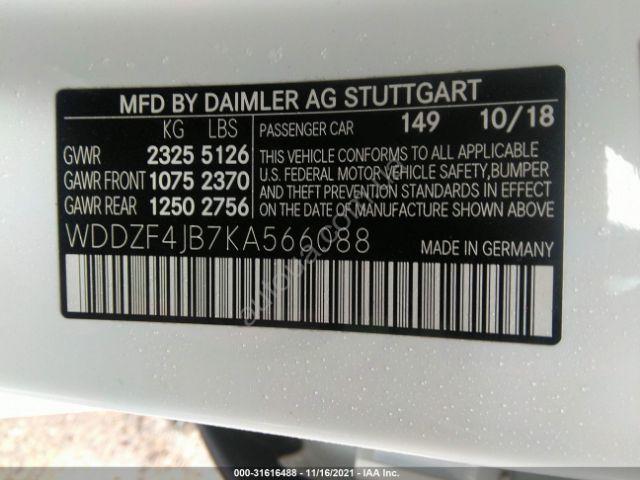 MFD BY DAIMLER AG STUTTGART
KG LBS
PASSENGER CAR 149 10/18
GVWR 2325 5126
GAWR FRONT 1075 2370
GAWR REAR 1250 2756
THIS VEHICLE CONFORMS TO ALL APPLICABLE
U.S. FEDERAL MOTOR VEHICLE SAFETY,BUMPER
AND THEFT PREVENTION STANDARDS IN EFFECT
ON THE DATE OF MANUFACTURE SHOWN ABOVE.
WDDZF4JB7KA566088
MADE IN GERMANY
000-31616488 - 11/16/2021 - IAA Inc.